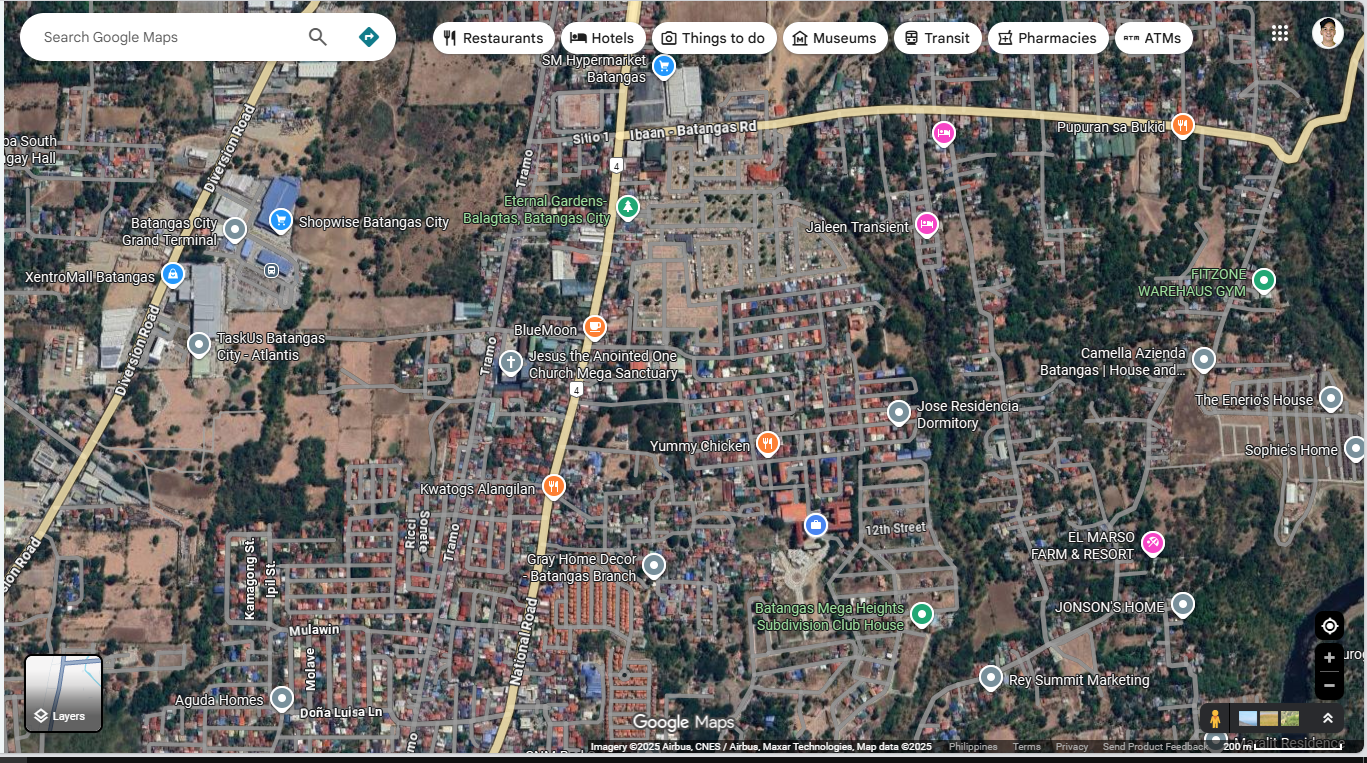 Search Google Maps
Restaurants
Hotels
Things to do
Museums
Transit
Pharmacies
ATM
ATMs
SM Hypermarket
Batangas
Sitio 1
Ibaan - Batangas Rd
Pupuran sa Bukid
ba South
ngay Hall
Diversion Road
Tramo
4
Eternal Gardens-
Balagtas, Batangas City
Batangas City
Grand Terminal
Shopwise Batangas City
Jaleen Transient
XentroMall Batangas
FITZONE
WAREHAUS GYM
BlueMoon
TaskUs Batangas
City - Atlantis
Diversion Road
Tramo
Jesus the Anointed One
Church Mega Sanctuary
Camella Azienda
Batangas | House and...
4
The Enerio's House
Jose Residencia
Dormitory
Yummy Chicken
Sophie's Home
Kwatogs Alangilan
Ricci
Sonete
Tramo
12th Street
EL MARSO
FARM & RESORT
sion Road
Kamagong St.
Ipil St.
Gray Home Decor
- Batangas Branch
JONSON'S HOME
Batangas Mega Heights
Subdivision Club House
Mulawin
National Road
Molave
Rey Summit Marketing
Aguda Homes
Doña Luisa Ln
Layers
Google Maps
Imagery ©2025 Airbus, CNES / Airbus, Maxar Technologies, Map data ©2025
Philippines
Terms
Privacy
Send Product Feedback
200 m
Maralit Residence